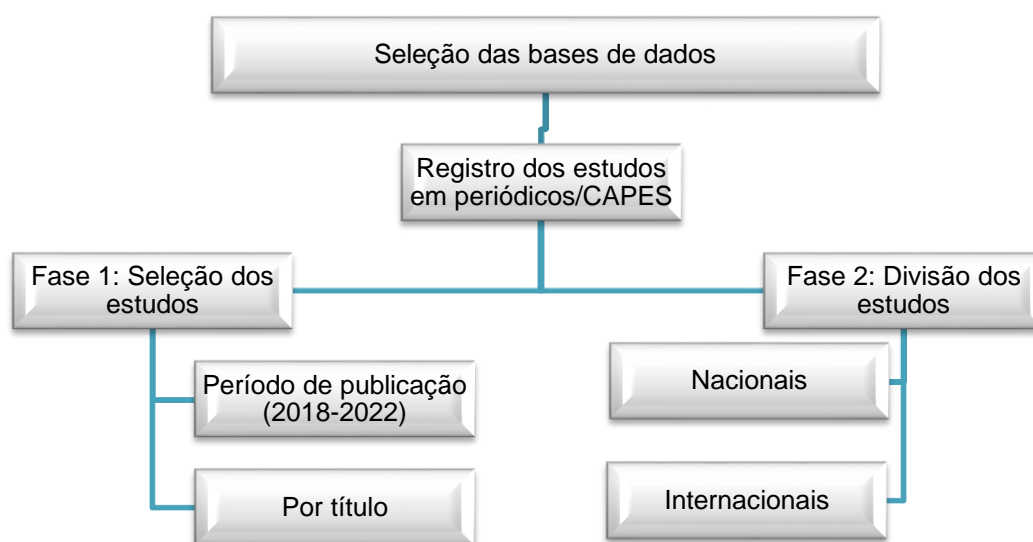 Seleção das bases de dados
Registro dos estudos
em periódicos/CAPES
Fase 1: Seleção dos
estudos
Fase 2: Divisão dos
estudos
Período de publicação
(2018-2022)
Nacionais
Por título
Internacionais